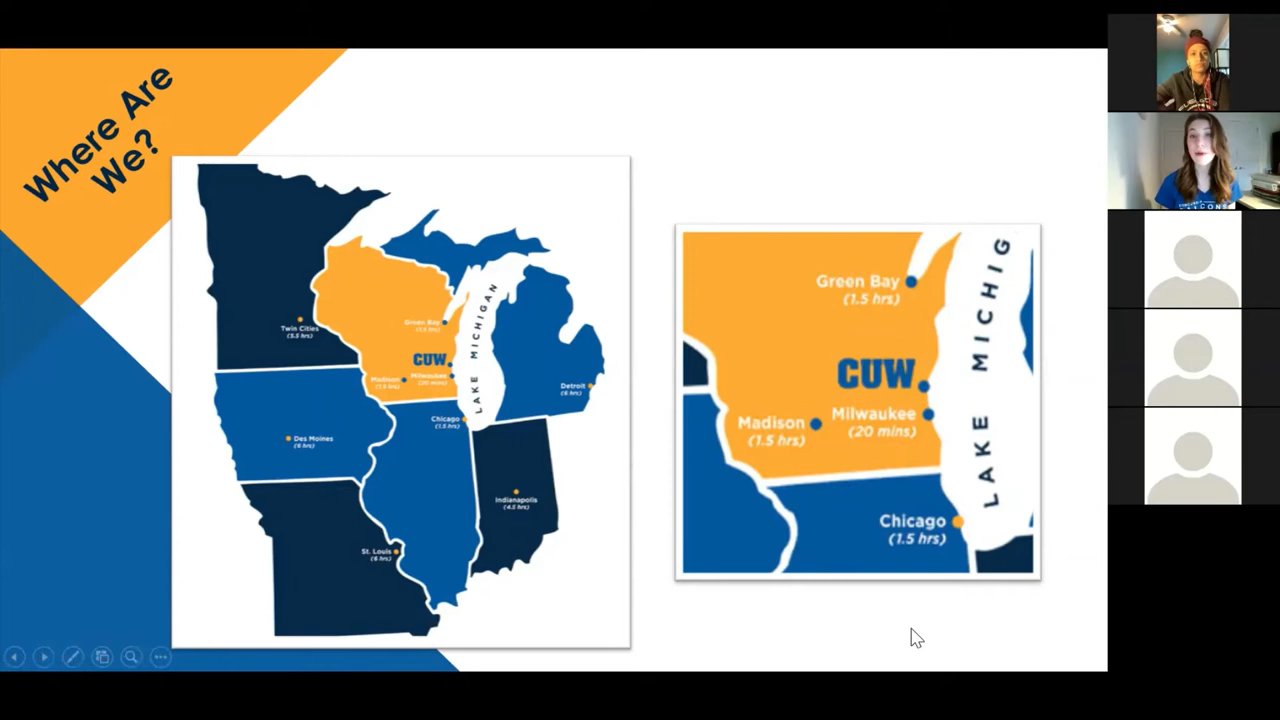 Where Are
We?
Twin Cities
(5.5 hrs)
Green Bay
(1.5 hrs)
CUW
Madison
(1.5 hrs)
Milwaukee
(20 mins)
LAKE MICHIGAN
Detroit
(6 hrs)
Chicago
(1.5 hrs)
Des Moines
(6 hrs)
Indianapolis
(4.5 hrs)
St. Louis
(6 hrs)
Green Bay
(1.5 hrs)
CUW
Madison
(1.5 hrs)
Milwaukee
(20 mins)
LAKE MICHIG
Chicago
(1.5 hrs)